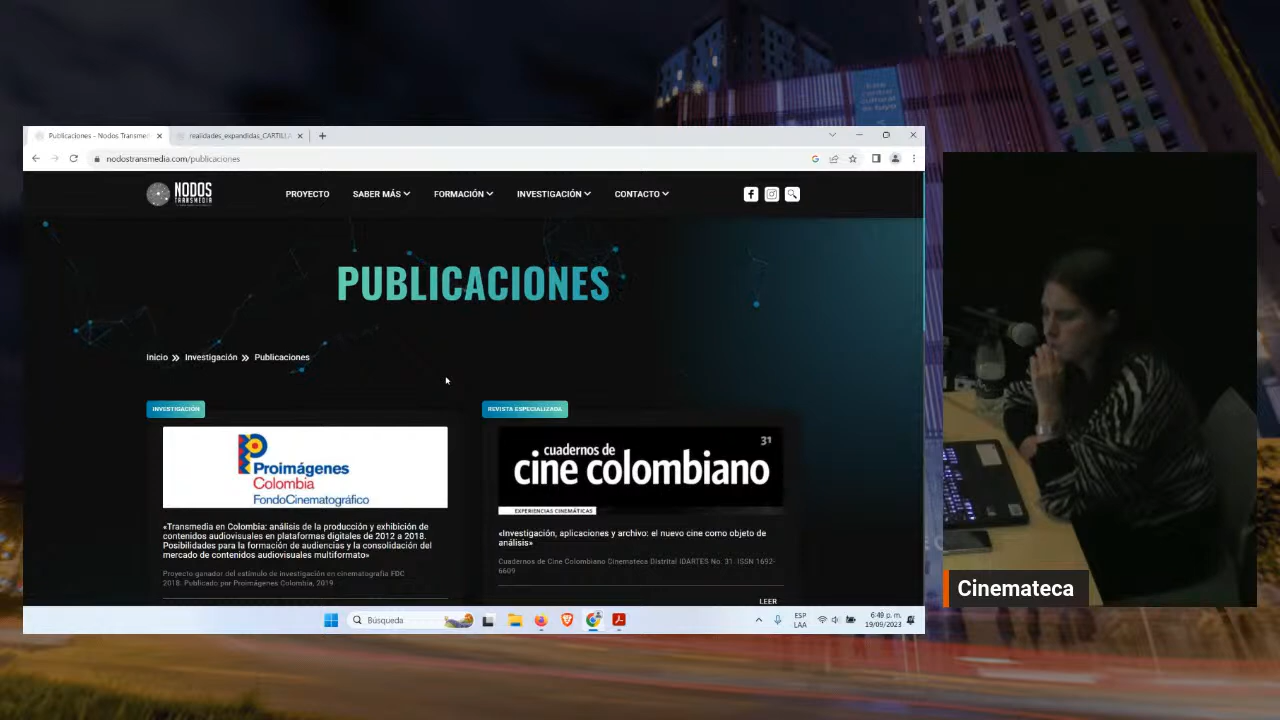 Publicaciones - Nodos Transmed
realidades_expandidas_CARTILLA
nodostransmedia.com/publicaciones
NODOS
TRANSMEDIA
PROYECTO
SABER MÁS
FORMACIÓN
INVESTIGACIÓN
CONTACTO
PUBLICACIONES
Inicio » Investigación » Publicaciones
INVESTIGACIÓN
Proimágenes
Colombia
FondoCinematográfico
«Transmedia en Colombia: análisis de la producción y exhibición de
contenidos audiovisuales en plataformas digitales de 2012 a 2018.
Posibilidades para la formación de audiencias y la consolidación del
mercado de contenidos audiovisuales multiformato»
Proyecto ganador del estímulo de investigación en cinematografía FDC
2018. Publicado por Proimágenes Colombia, 2019
REVISTA ESPECIALIZADA
31
cuadernos de
cine colombiano
EXPERIENCIAS CINEMÁTICAS
«Investigación, aplicaciones y archivo: el nuevo cine como objeto de
análisis»
Cuadernos de Cine Colombiano Cinemateca Distrital IDARTES No. 31 ISSN 1692-
6609
LEER
Búsqueda
ESP
LAA
6:49 p. m.
19/09/2023
Cinemateca